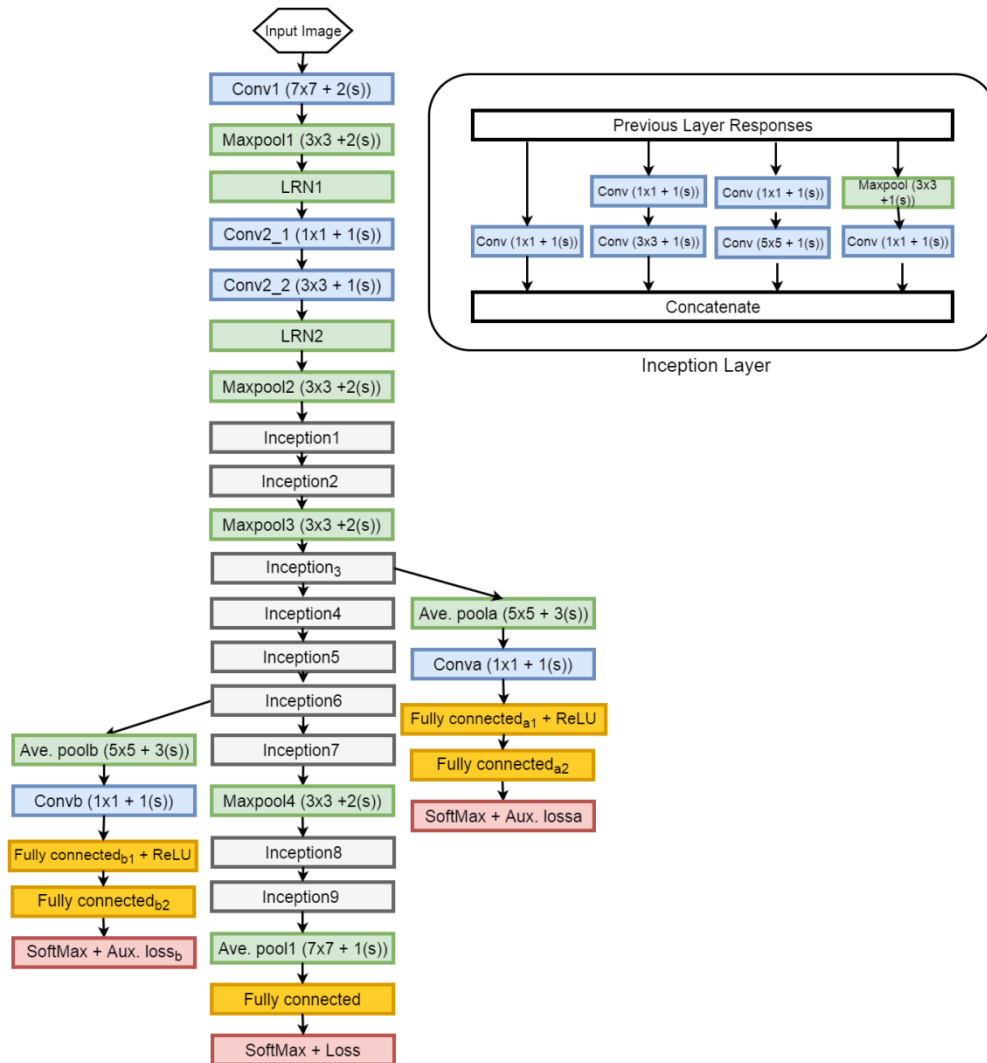 Input Image
Conv1 (7x7 + 2(s))
Maxpool1 (3x3 +2(s))
LRN1
Conv2_1 (1x1 + 1(s))
Conv2_2 (3x3 + 1(s))
LRN2
Maxpool2 (3x3 +2(s))
Inception1
Inception2
Maxpool3 (3x3 +2(s))
Inception3
Inception4
Inception5
Inception6
Inception7
Maxpool4 (3x3 +2(s))
Inception8
Inception9
Ave. pool1 (7x7 + 1(s))
Fully connected
SoftMax + Loss
Ave. poola (5x5 + 3(s))
Conva (1x1 + 1(s))
Fully connecteda1 + ReLU
Fully connecteda2
SoftMax + Aux. lossa
Ave. poolb (5x5 + 3(s))
Convb (1x1 + 1(s))
Fully connectedb1 + ReLU
Fully connectedb2
SoftMax + Aux. lossb
Previous Layer Responses
Conv (1x1 + 1(s))
Conv (1x1 + 1(s))
Maxpool (3x3
+1(s))
Conv (1x1 + 1(s))
Conv (3x3 + 1(s))
Conv (5x5 + 1(s))
Conv (1x1 + 1(s))
Concatenate
Inception Layer